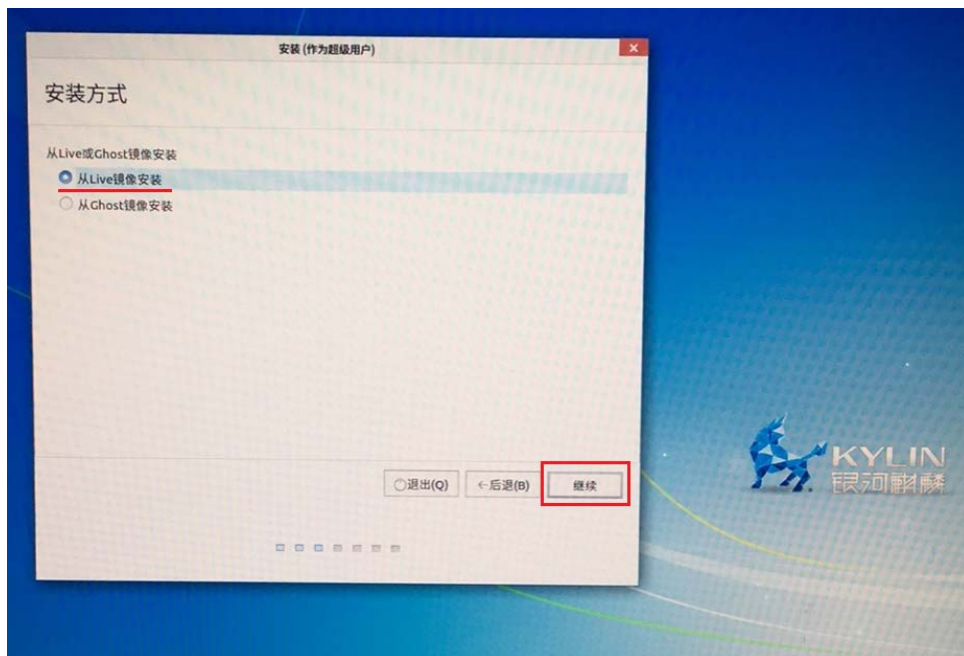 安装 (作为超级用户)
安装方式
从Live或Ghost镜像安装
从Live镜像安装
从Ghost镜像安装
退出(Q) ←后退(B) 继续
KYLIN
银河麒麟